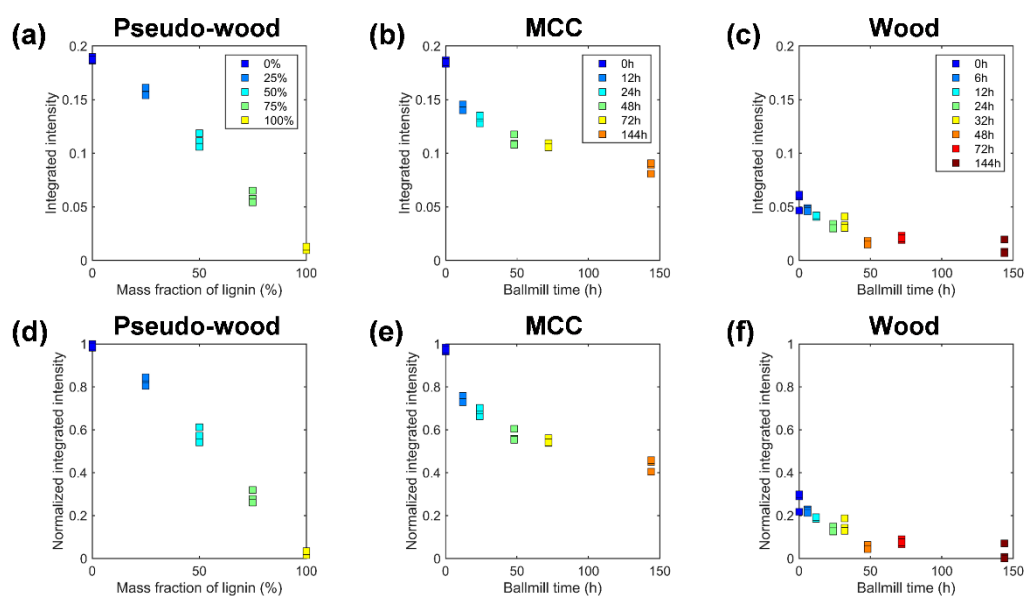 (a) Pseudo-wood
0.2
0.15
0.1
0.05
0
Integrated intensity
0%
25%
50%
75%
100%
0 50 100
Mass fraction of lignin (%)
(b) MCC
0.2
0.15
0.1
0.05
0
Integrated intensity
0h
12h
24h
48h
72h
144h
0 50 100 150
Ballmill time (h)
(c) Wood
0.2
0.15
0.1
0.05
0
Integrated intensity
0h
6h
12h
24h
32h
48h
72h
144h
0 50 100 150
Ballmill time (h)
(d) Pseudo-wood
1
0.8
0.6
0.4
0.2
0
Normalized integrated intensity
0 50 100
Mass fraction of lignin (%)
(e) MCC
1
0.8
0.6
0.4
0.2
0
Normalized integrated intensity
0 50 100 150
Ballmill time (h)
(f) Wood
1
0.8
0.6
0.4
0.2
0
Normalized integrated intensity
0 50 100 150
Ballmill time (h)